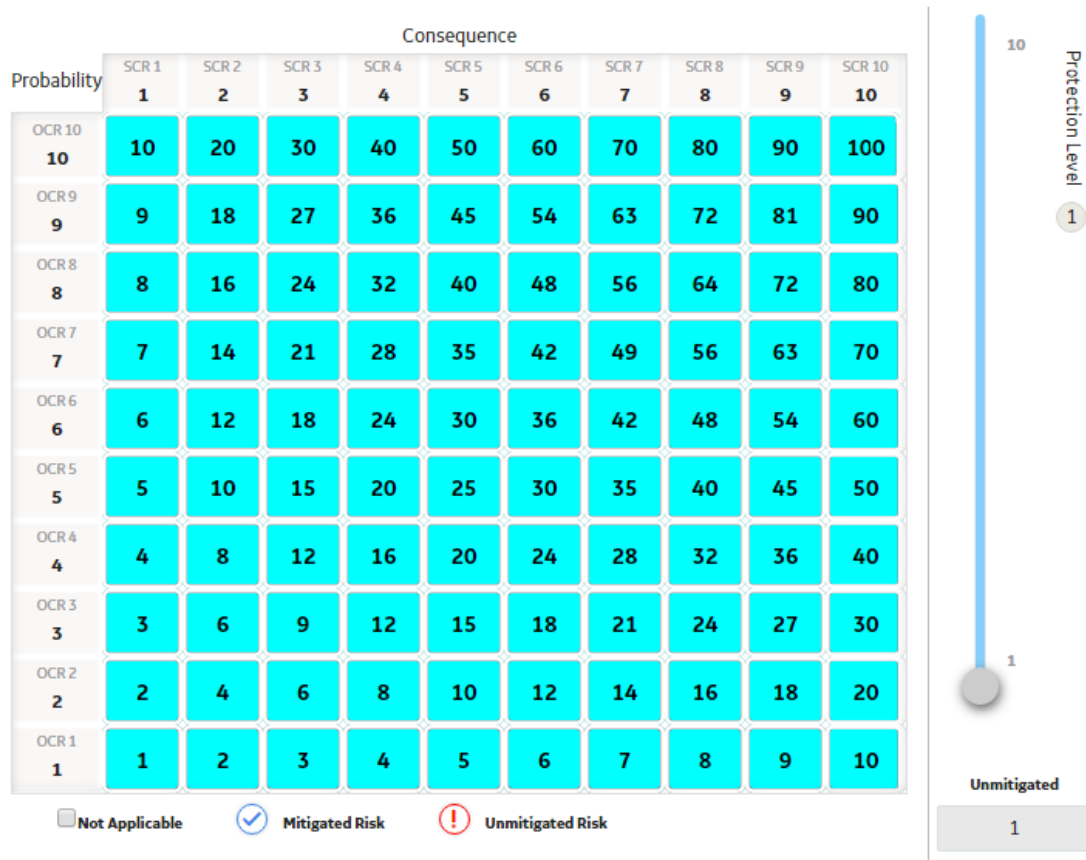 Consequence
Probability
SCR 1 SCR 2 SCR 3 SCR 4 SCR 5 SCR 6 SCR 7 SCR 8 SCR 9 SCR 10
1 2 3 4 5 6 7 8 9 10
OCR 10
10
10 20 30 40 50 60 70 80 90 100
OCR 9
9
9 18 27 36 45 54 63 72 81 90
OCR 8
8
8 16 24 32 40 48 56 64 72 80
OCR 7
7
7 14 21 28 35 42 49 56 63 70
OCR 6
6
6 12 18 24 30 36 42 48 54 60
OCR 5
5
5 10 15 20 25 30 35 40 45 50
OCR 4
4
4 8 12 16 20 24 28 32 36 40
OCR 3
3
3 6 9 12 15 18 21 24 27 30
OCR 2
2
2 4 6 8 10 12 14 16 18 20
OCR 1
1
1 2 3 4 5 6 7 8 9 10
Not Applicable Mitigated Risk Unmitigated Risk
10
Protection Level
1
1
Unmitigated
1